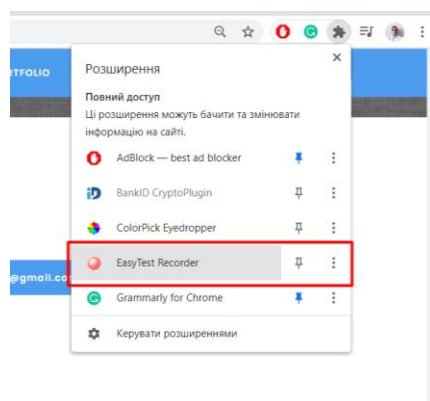 RTFOLIO
Розширення
Повний доступ
Ці розширення можуть бачити та змінювати
інформацію на сайті.
AdBlock — best ad blocker
BankID CryptoPlugin
ColorPick Eyedropper
EasyTest Recorder
@gmail.co
Grammarly for Chrome
Керувати розширеннями